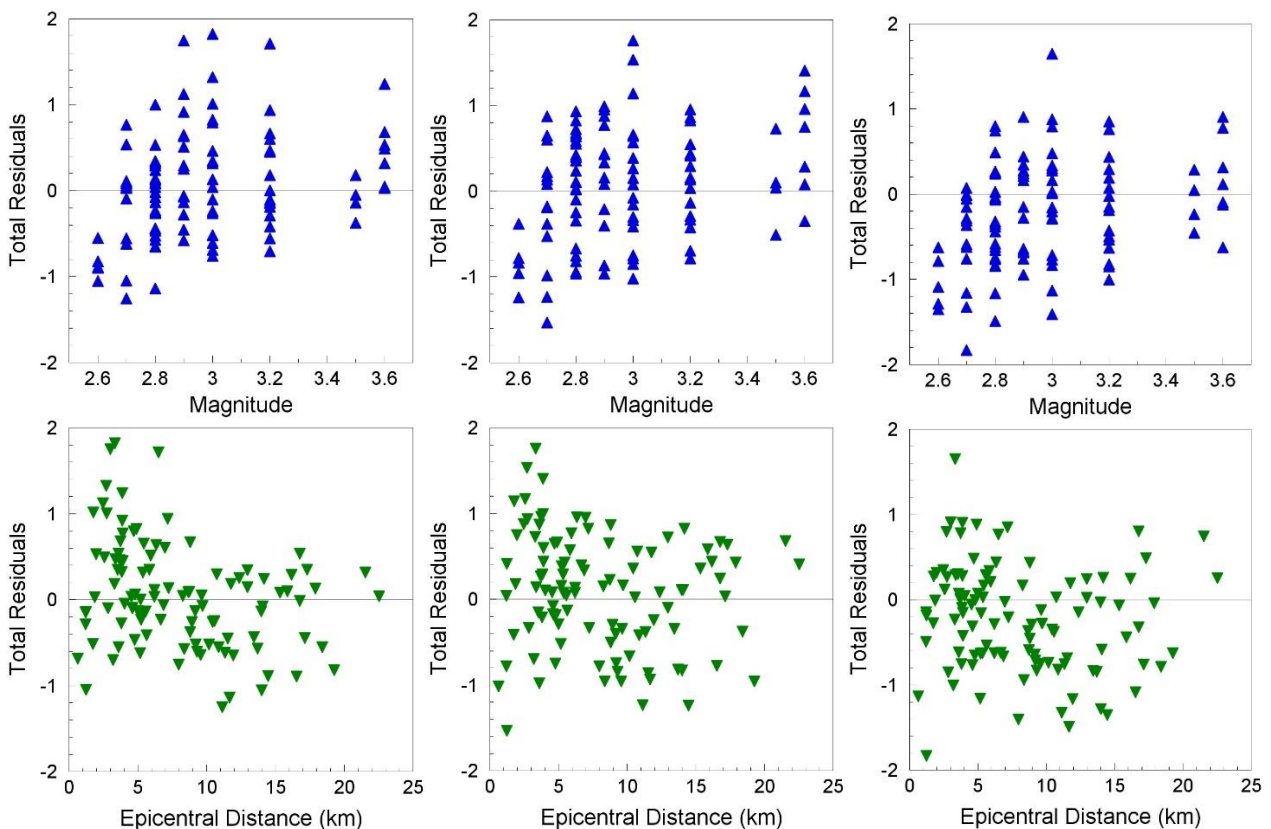 Total Residuals
2
1
0
-1
-2
2.6 2.8 3 3.2 3.4 3.6
Magnitude
Total Residuals
2
1
0
-1
-2
2.6 2.8 3 3.2 3.4 3.6
Magnitude
Total Residuals
2
1
0
-1
-2
2.6 2.8 3 3.2 3.4 3.6
Magnitude
Total Residuals
2
1
0
-1
-2
0 5 10 15 20 25
Epicentral Distance (km)
Total Residuals
2
1
0
-1
-2
0 5 10 15 20 25
Epicentral Distance (km)
Total Residuals
2
1
0
-1
-2
0 5 10 15 20 25
Epicentral Distance (km)